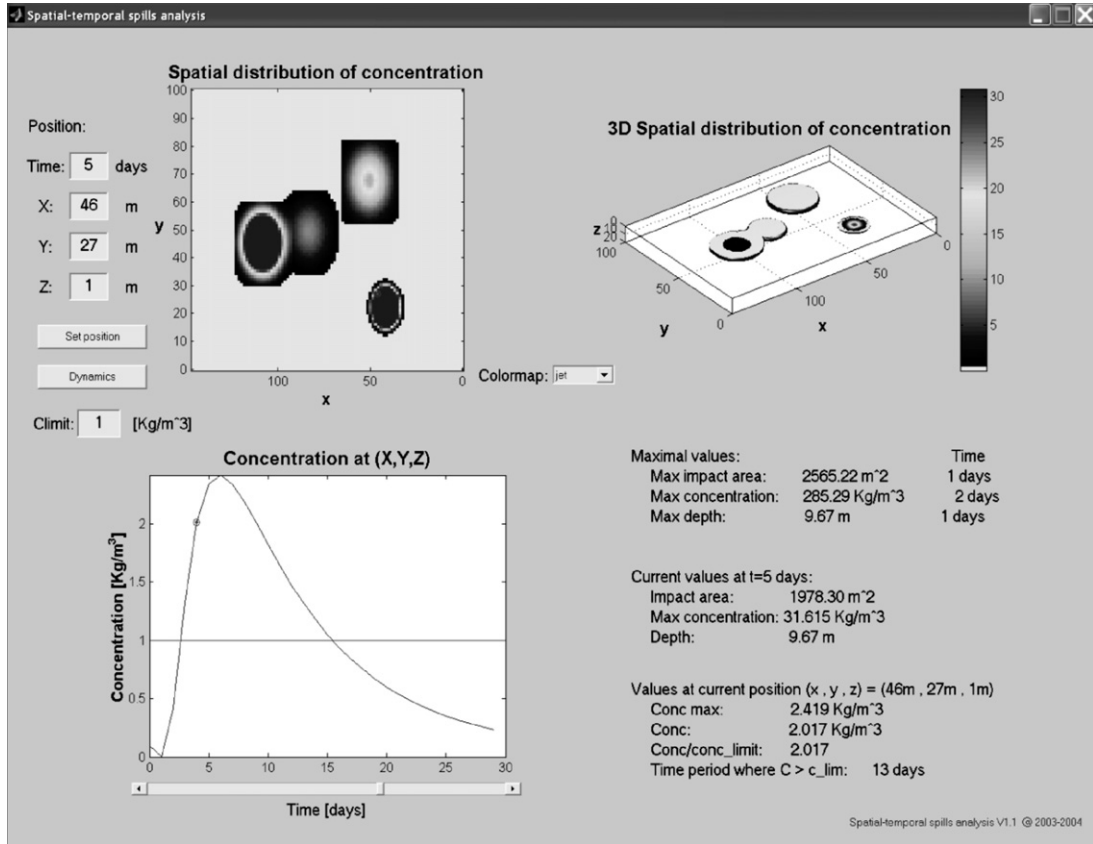 Spatial-temporal spills analysis
Spatial distribution of concentration
Position:
Time: 5 days
X: 46 m
Y: 27 m
Z: 1 m
Set position
Dynamics
Climit: 1 [Kg/m^3]
100
90
80
70
60
50
40
30
20
10
0
y
100 50 0
x
Colormap: jet
3D Spatial distribution of concentration
z
0
10
20
100
50
0
y
100
50
0
x
30
25
20
15
10
5
Concentration at (X,Y,Z)
Concentration [Kg/m³]
2
1.5
1
0.5
0
0 5 10 15 20 25 30
Time [days]
Maximal values: Time
Max impact area: 2565.22 m^2 1 days
Max concentration: 285.29 Kg/m^3 2 days
Max depth: 9.67 m 1 days
Current values at t=5 days:
Impact area: 1978.30 m^2
Max concentration: 31.615 Kg/m^3
Depth: 9.67 m
Values at current position (x , y , z) = (46m , 27m , 1m)
Conc max: 2.419 Kg/m^3
Conc: 2.017 Kg/m^3
Conc/conc_limit: 2.017
Time period where C > c_lim: 13 days
Spatial-temporal spills analysis V1.1 @ 2003-2004